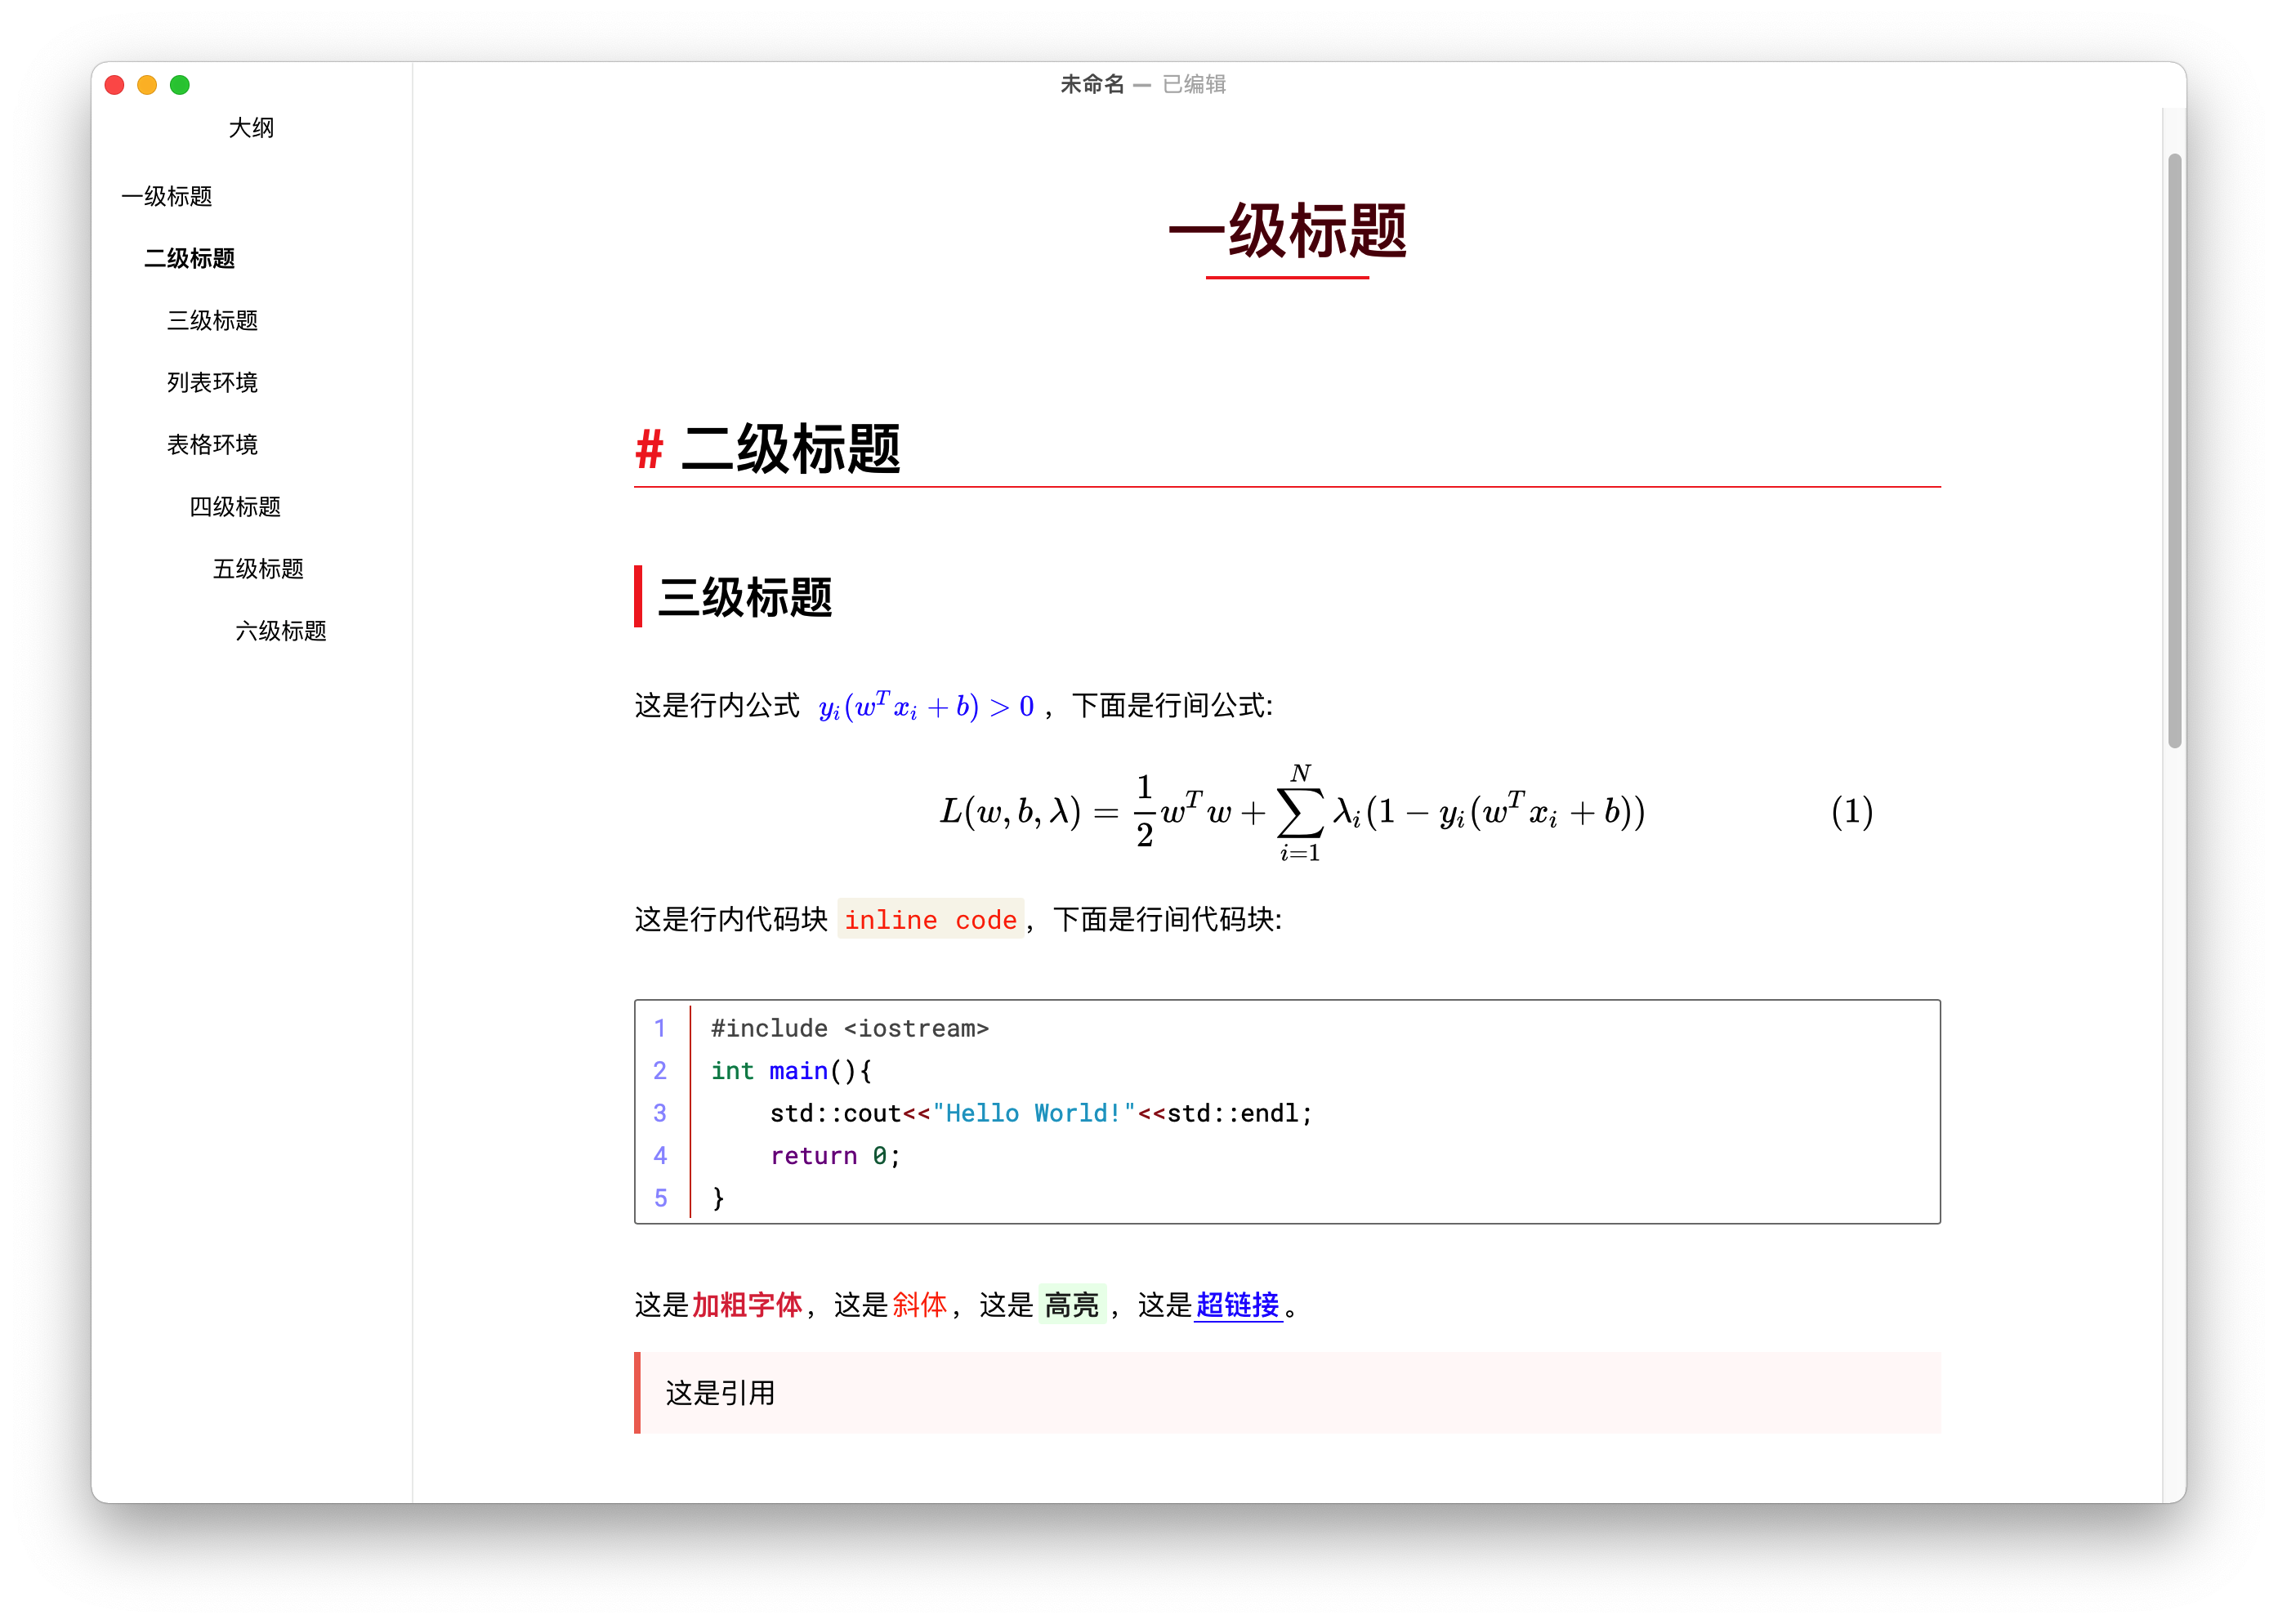 未命名 — 已编辑
大纲
一级标题
二级标题
三级标题
列表环境
表格环境
四级标题
五级标题
六级标题
一级标题
# 二级标题
三级标题
这是行内公式 $y_i(w^T x_i + b) > 0$，下面是行间公式:
$L(w, b, \lambda) = \frac{1}{2} w^T w + \sum_{i=1}^{N} \lambda_i (1 - y_i(w^T x_i + b))$ (1)
这是行内代码块 inline code，下面是行间代码块:
1 #include <iostream>
2 int main(){
3     std::cout<<"Hello World!"<<std::endl;
4     return 0;
5 }
这是加粗字体，这是斜体，这是 高亮，这是超链接。
这是引用